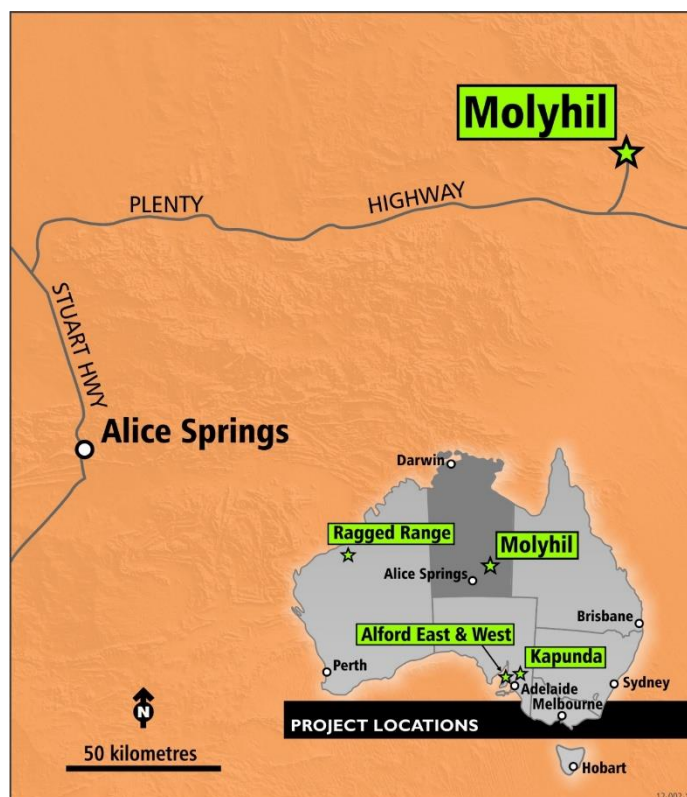 Molyhil
PLENTY
HIGHWAY
STUART HWY
Alice Springs
Darwin
Ragged Range
Molyhil
Alice Springs
Brisbane
Alford East & West
Kapunda
Perth
Adelaide
Sydney
Melbourne
N
PROJECT LOCATIONS
50 kilometres
Hobart